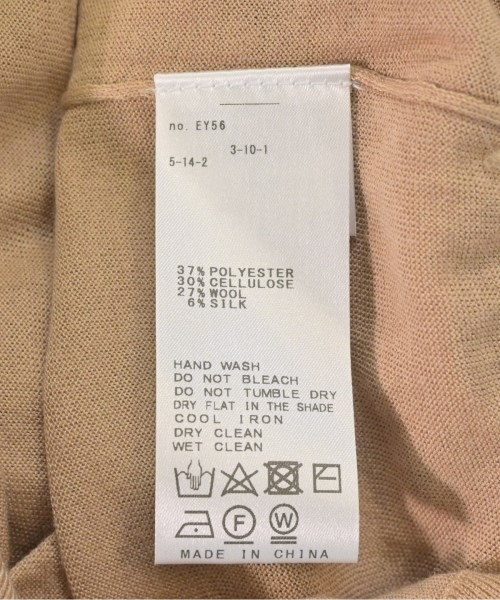 no. EY56
3-10-1
5-14-2
37% POLYESTER
30% CELLULOSE
27% WOOL
6% SILK
HAND WASH
DO NOT BLEACH
DO NOT TUMBLE DRY
DRY FLAT IN THE SHADE
COOL IRON
DRY CLEAN
WET CLEAN
F W
MADE IN CHINA